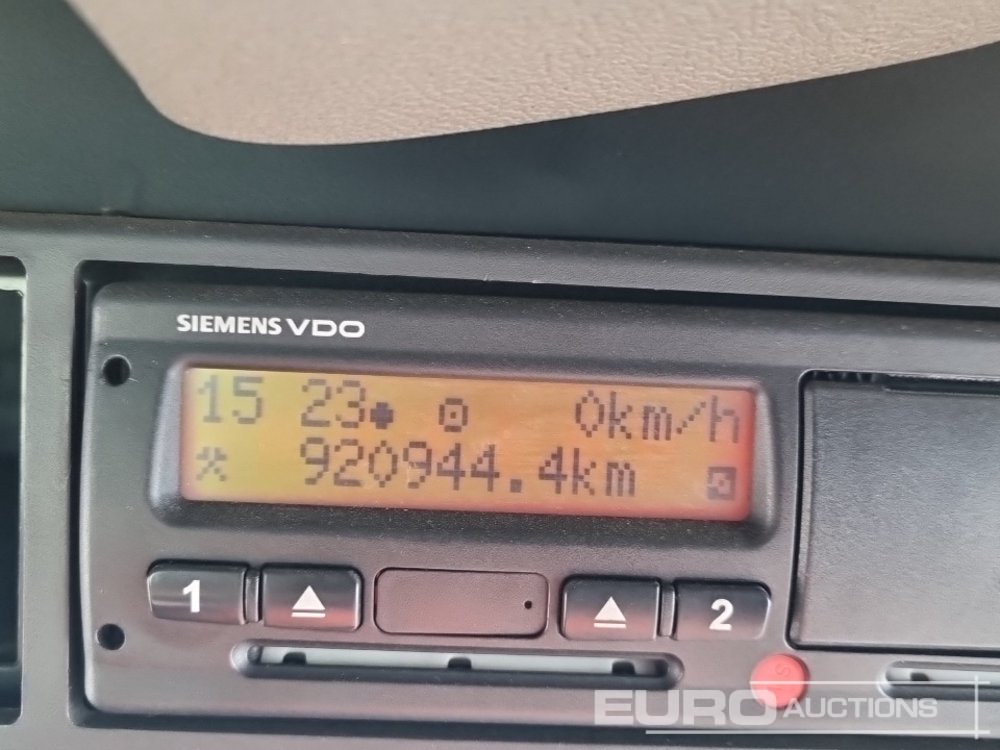 SIEMENS VDO
15 23 0km/h
920944.4km
1 2
EURO AUCTIONS